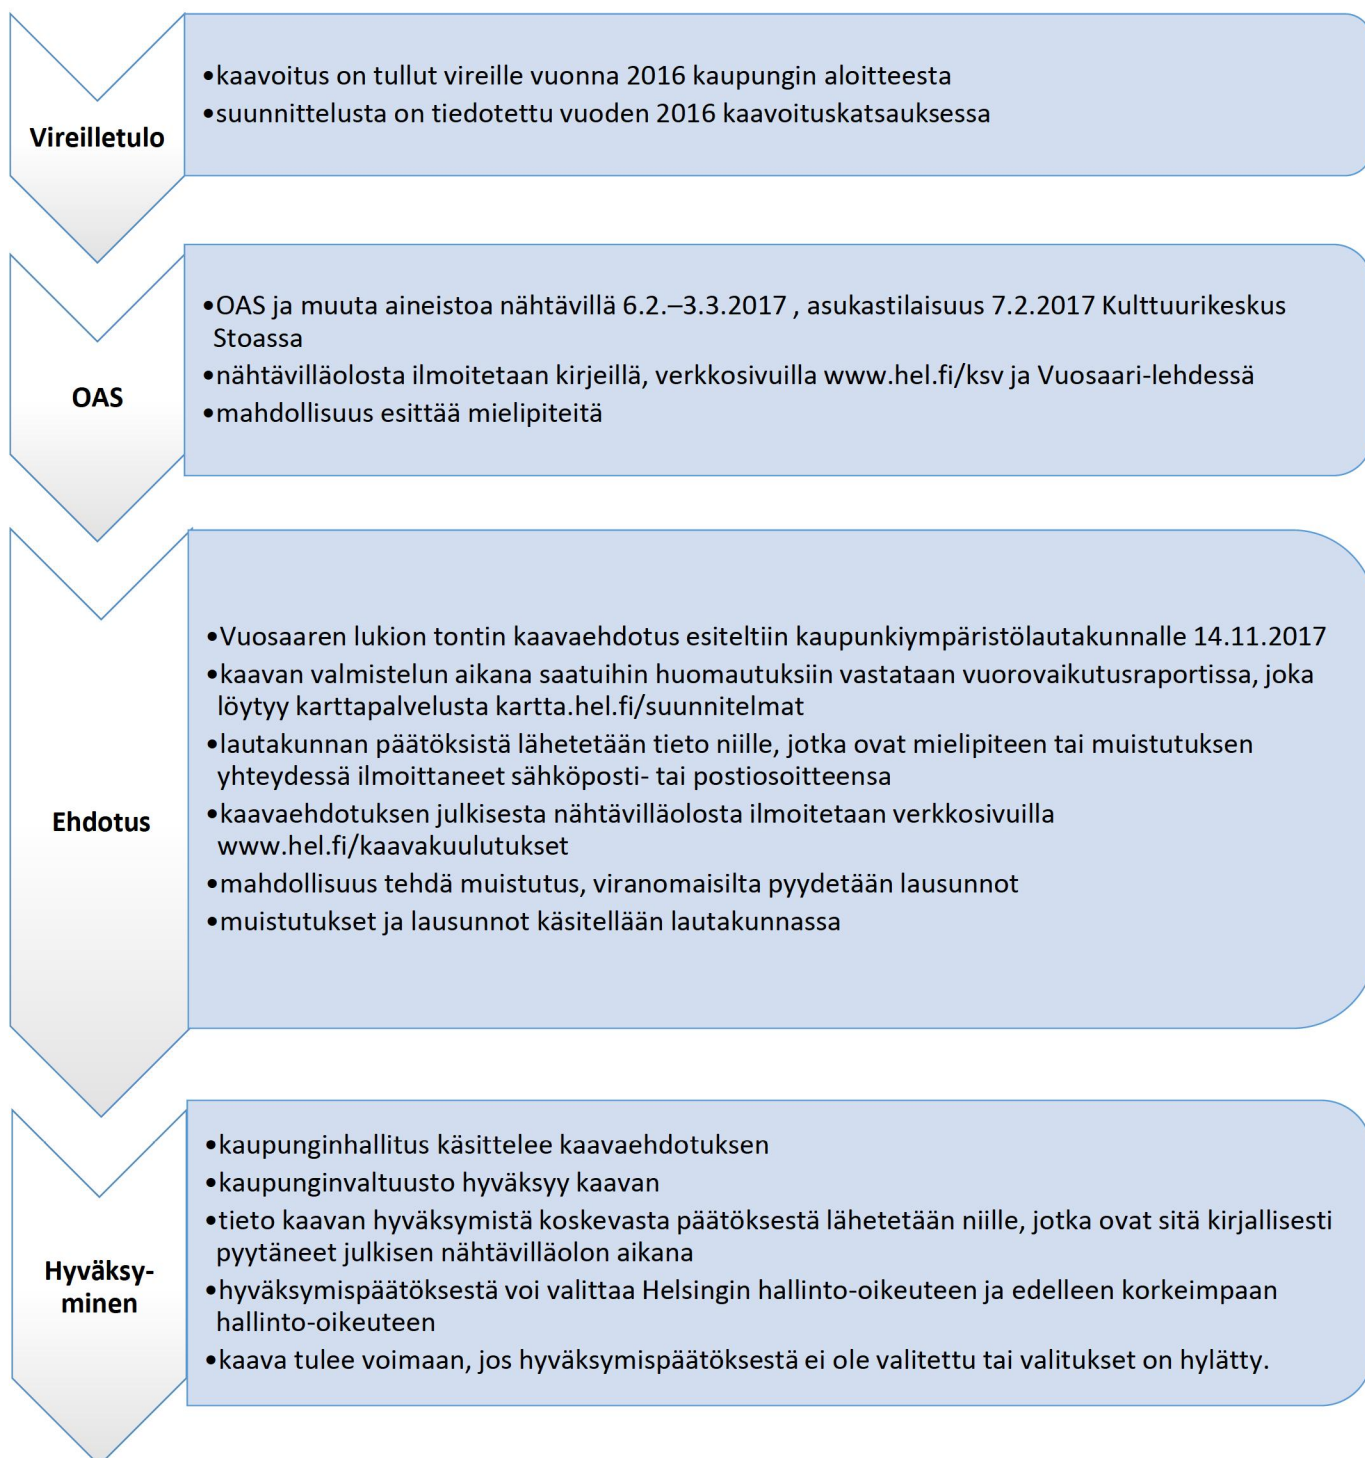 Vireilletulo
•kaavoitus on tullut vireille vuonna 2016 kaupungin aloitteesta
•suunnittelusta on tiedotettu vuoden 2016 kaavoituskatsauksessa
OAS
•OAS ja muuta aineistoa nähtävillä 6.2.–3.3.2017 , asukastilaisuus 7.2.2017 Kulttuurikeskus
Stoassa
•nähtävilläolosta ilmoitetaan kirjeillä, verkkosivuilla www.hel.fi/ksv ja Vuosaari-lehdessä
•mahdollisuus esittää mielipiteitä
Ehdotus
•Vuosaaren lukion tontin kaavaehdotus esiteltiin kaupunkiympäristölautakunnalle 14.11.2017
•kaavan valmistelun aikana saatuihin huomautuksiin vastataan vuorovaikutusraportissa, joka
löytyy karttapalvelusta kartta.hel.fi/suunnitelmat
•lautakunnan päätöksistä lähetetään tieto niille, jotka ovat mielipiteen tai muistutuksen
yhteydessä ilmoittaneet sähköposti- tai postiosoitteensa
•kaavaehdotuksen julkisesta nähtävilläolosta ilmoitetaan verkkosivuilla
www.hel.fi/kaavakuulutukset
•mahdollisuus tehdä muistutus, viranomaisilta pyydetään lausunnot
•muistutukset ja lausunnot käsitellään lautakunnassa
Hyväksy-
minen
•kaupunginhallitus käsittelee kaavaehdotuksen
•kaupunginvaltuusto hyväksyy kaavan
•tieto kaavan hyväksymistä koskevasta päätöksestä lähetetään niille, jotka ovat sitä kirjallisesti
pyytäneet julkisen nähtävilläolon aikana
•hyväksymispäätöksestä voi valittaa Helsingin hallinto-oikeuteen ja edelleen korkeimpaan
hallinto-oikeuteen
•kaava tulee voimaan, jos hyväksymispäätöksestä ei ole valitettu tai valitukset on hylätty.